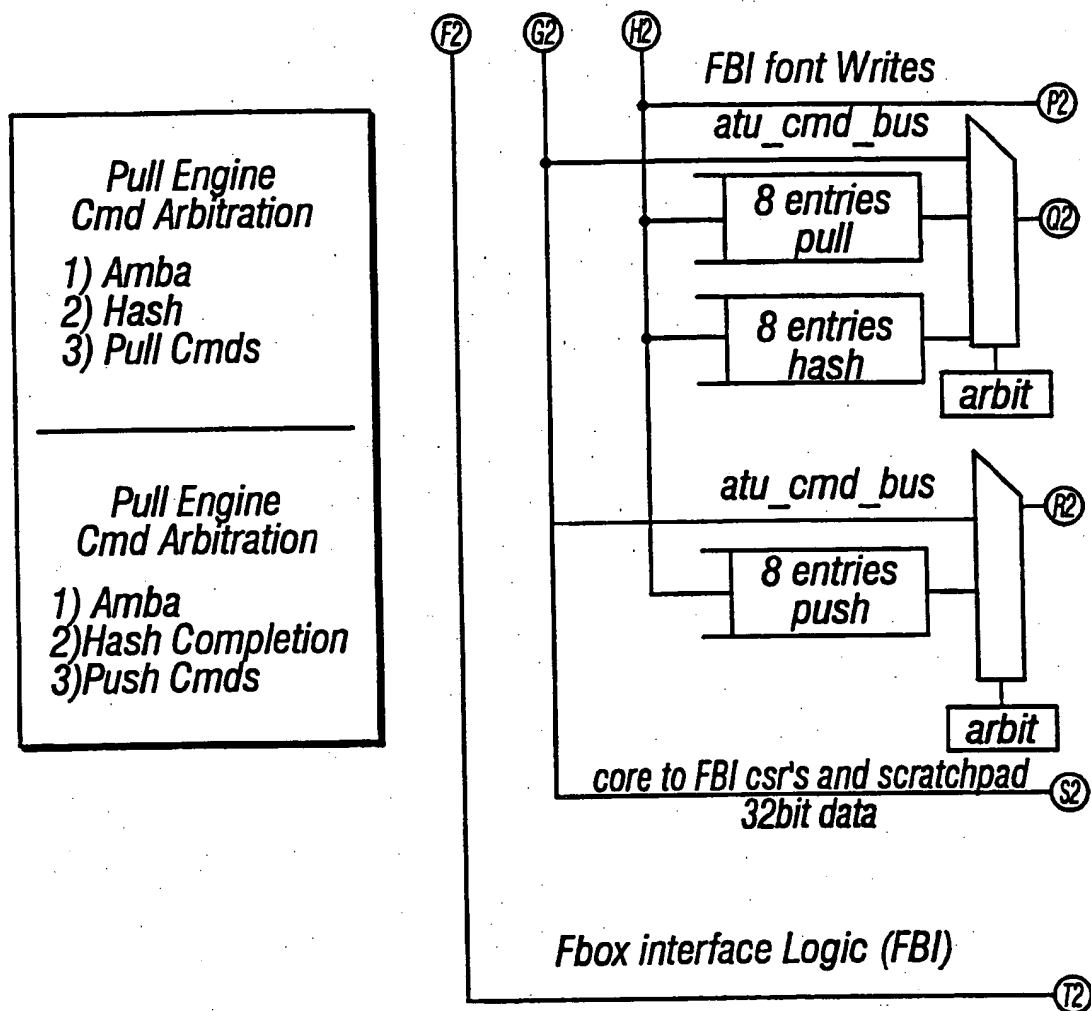 F2 G2 H2
FBI font Writes
P2
atu_cmd_bus
Pull Engine
Cmd Arbitration
1) Amba
2) Hash
3) Pull Cmds
8 entries
pull
Q2
8 entries
hash
arbit
Pull Engine
Cmd Arbitration
1) Amba
2)Hash Completion
3)Push Cmds
atu_cmd_bus
R2
8 entries
push
arbit
core to FBI csr's and scratchpad
32bit data
S2
Fbox interface Logic (FBI)
T2